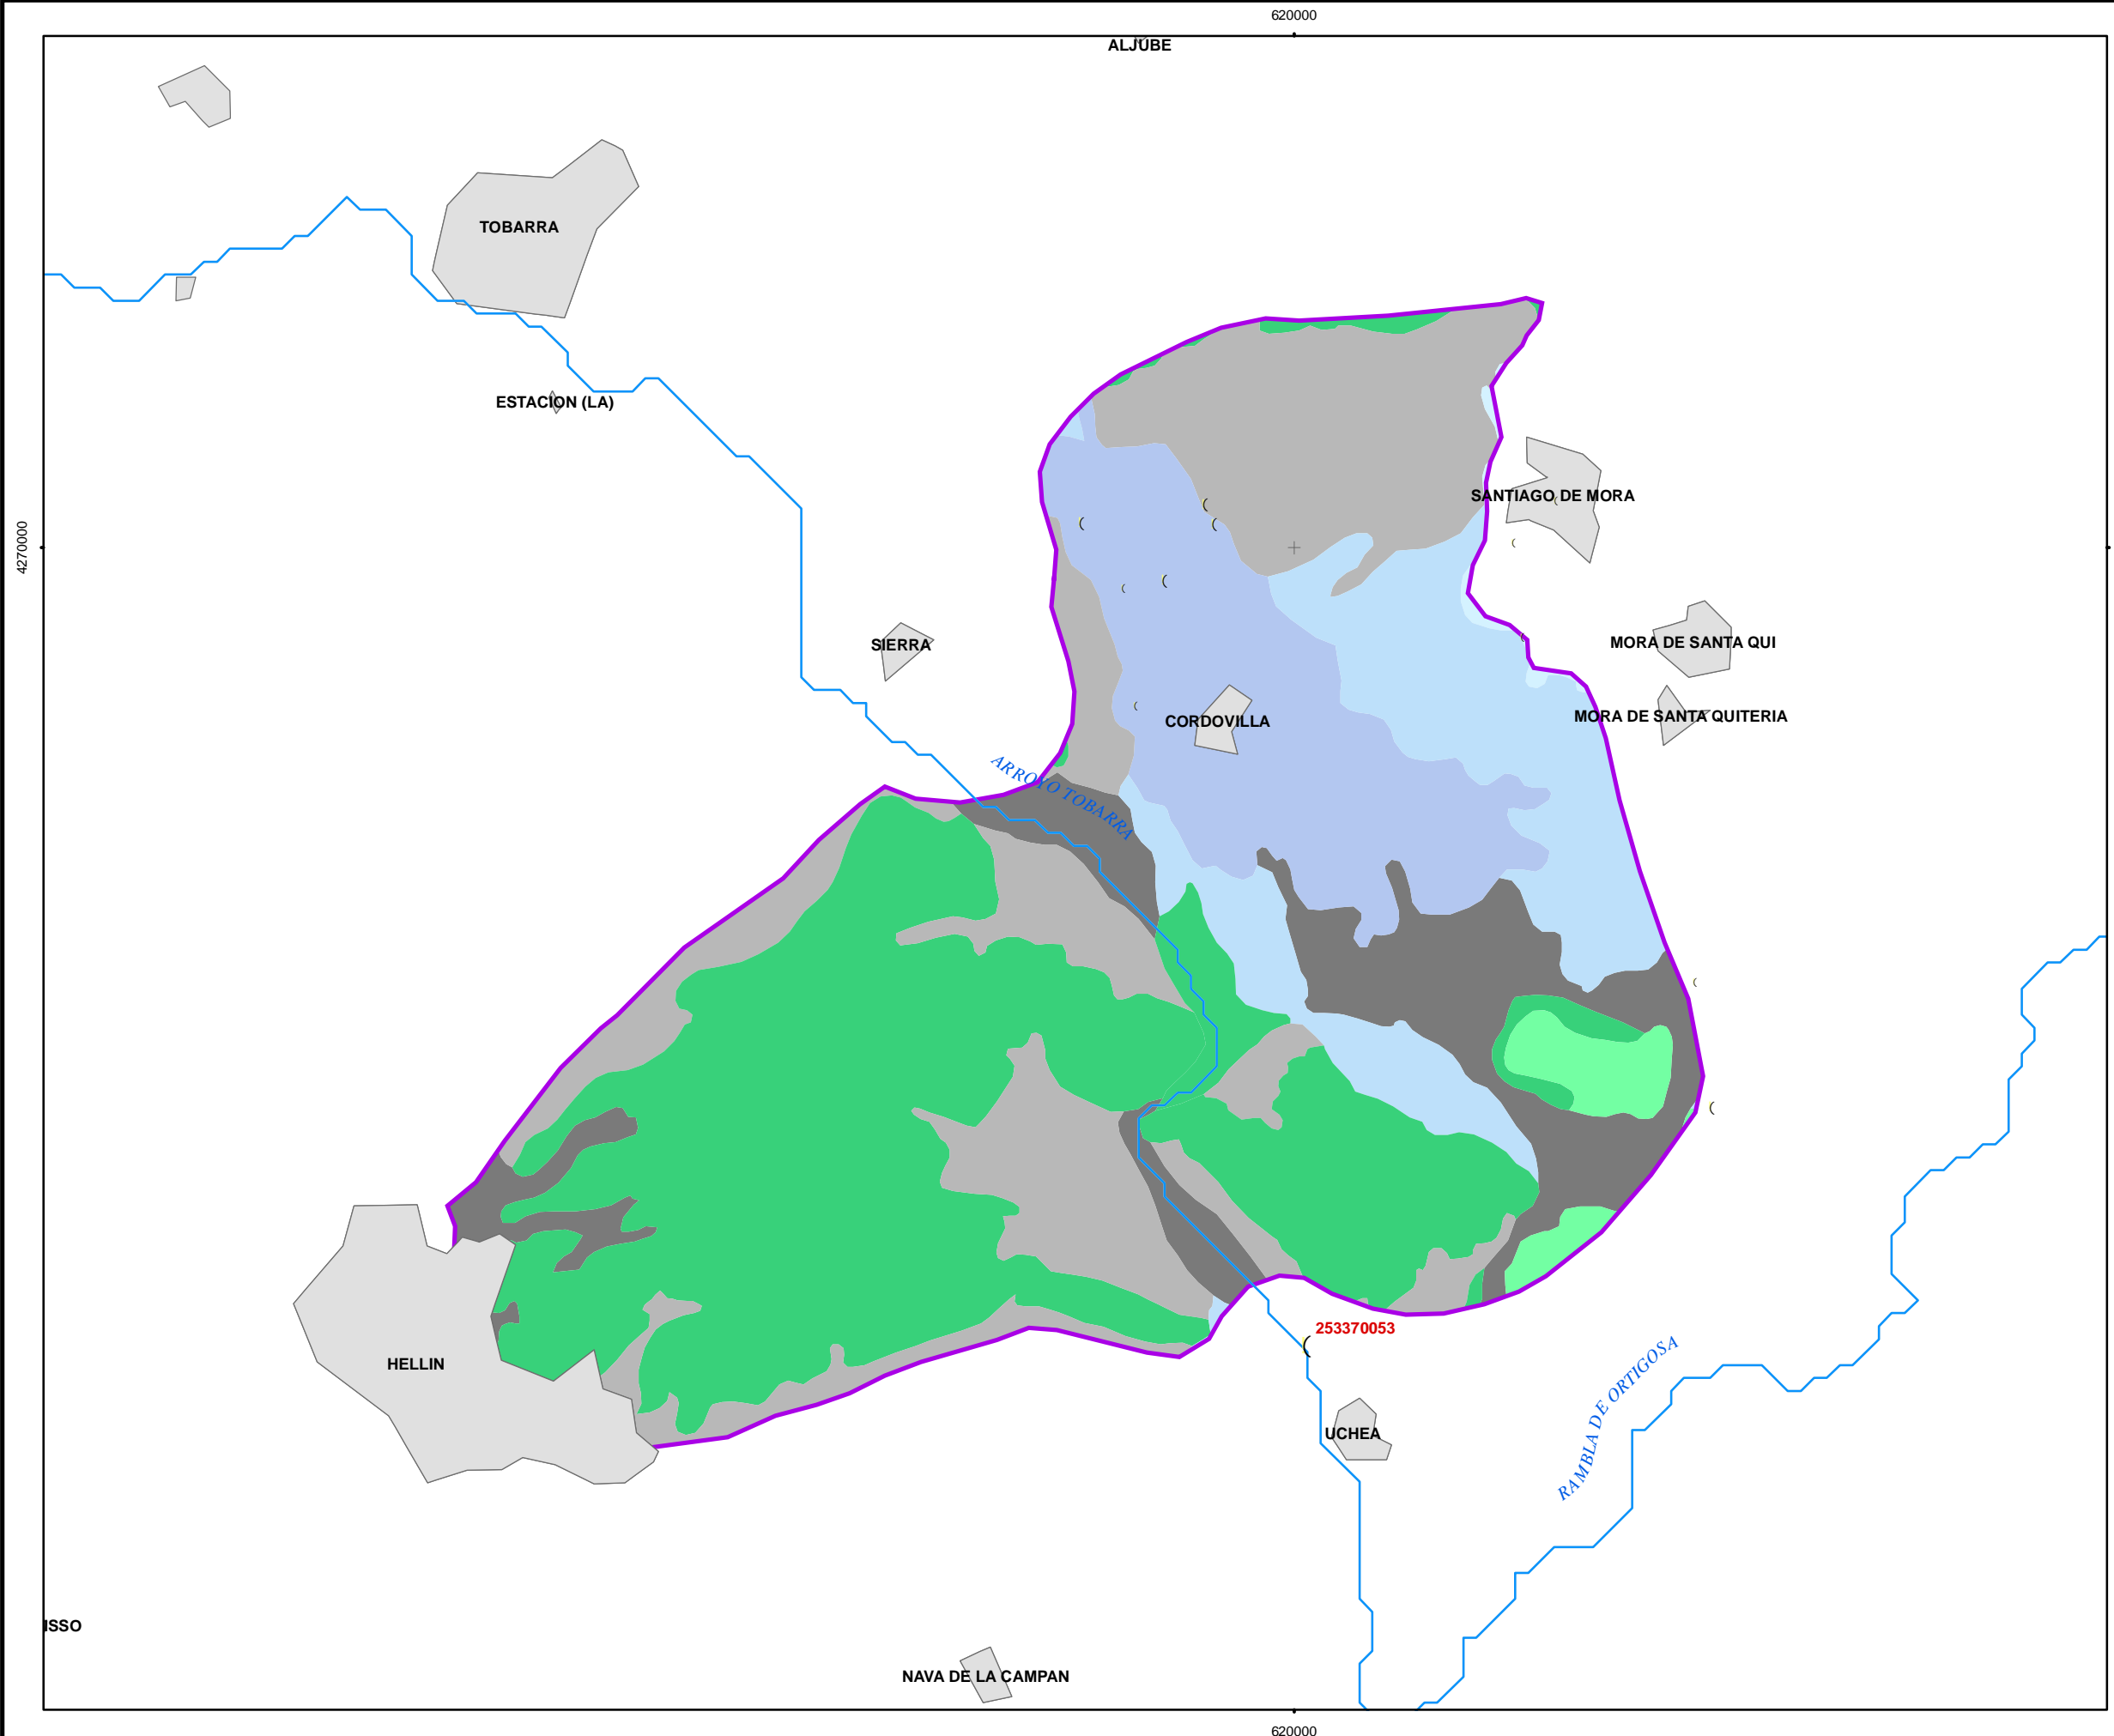 620000
ALJUBE
TOBARRA
ESTACION (LA)
SANTIAGO DE MORA
4270000
SIERRA
MORA DE SANTA QUI
CORDOVILLA
MORA DE SANTA QUITERIA
ARROYO TOBARRA
253370053
HELLIN
UCHEA
RAMBLA DE ORTIGOSA
ISSO
NAVA DE LA CAMPAN
620000